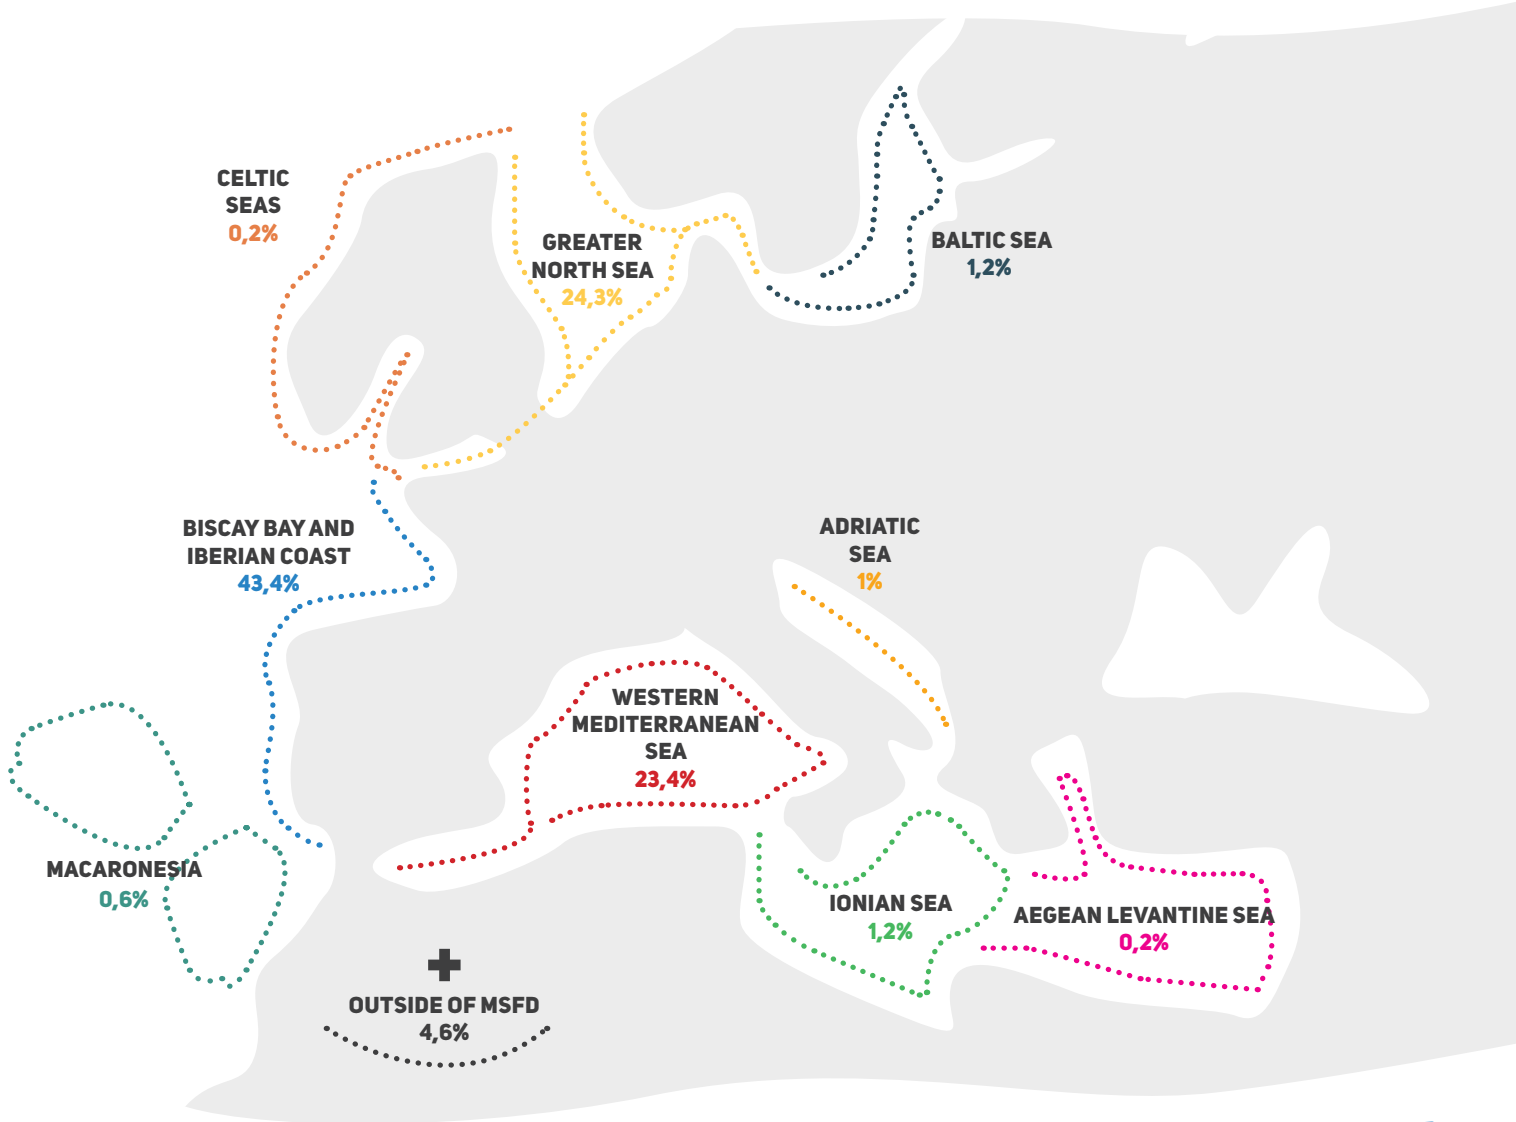 CELTIC
SEAS
0,2%
GREATER
NORTH SEA
24,3%
BALTIC SEA
1,2%
BISCAY BAY AND
IBERIAN COAST
43,4%
ADRIATIC
SEA
1%
WESTERN
MEDITERRANEAN
SEA
23,4%
MACARONESIA
0,6%
IONIAN SEA
1,2%
AEGEAN LEVANTINE SEA
0,2%
OUTSIDE OF MSFD
4,6%